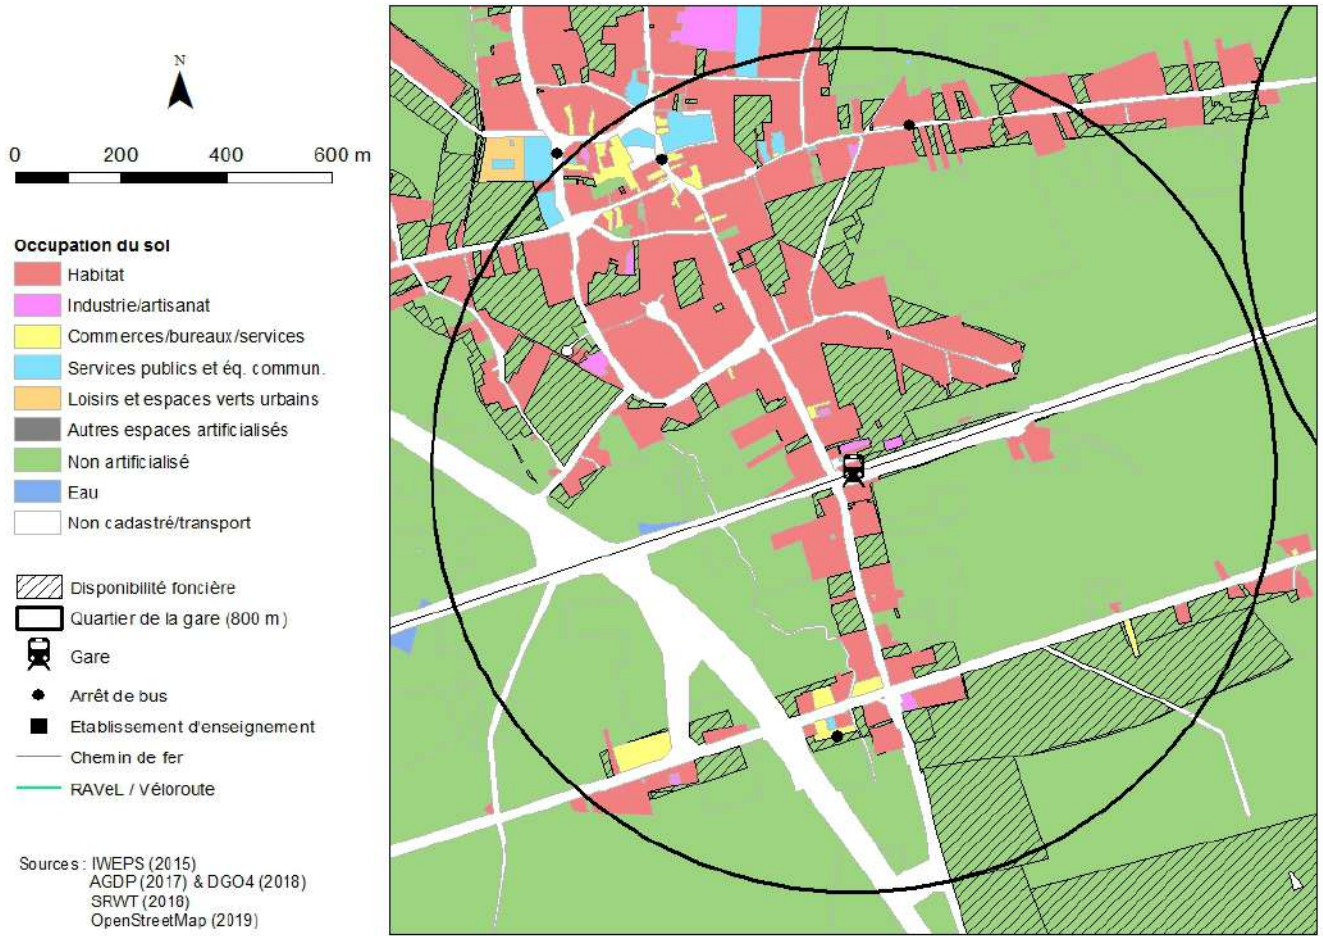 N
0 200 400 600 m
Occupation du sol
Habitat
Industrie/artisanat
Commerces/bureaux/services
Services publics et éq. commun.
Loisirs et espaces verts urbains
Autres espaces artificialisés
Non artificialisé
Eau
Non cadastré/transport
Disponibilité foncière
Quartier de la gare (800 m)
Gare
Arrêt de bus
Etablissement d'enseignement
Chemin de fer
RAVeL / Véloroute
Sources : IWEPS (2015)
AGDP (2017) & DGO4 (2018)
SRWT (2018)
OpenStreetMap (2019)